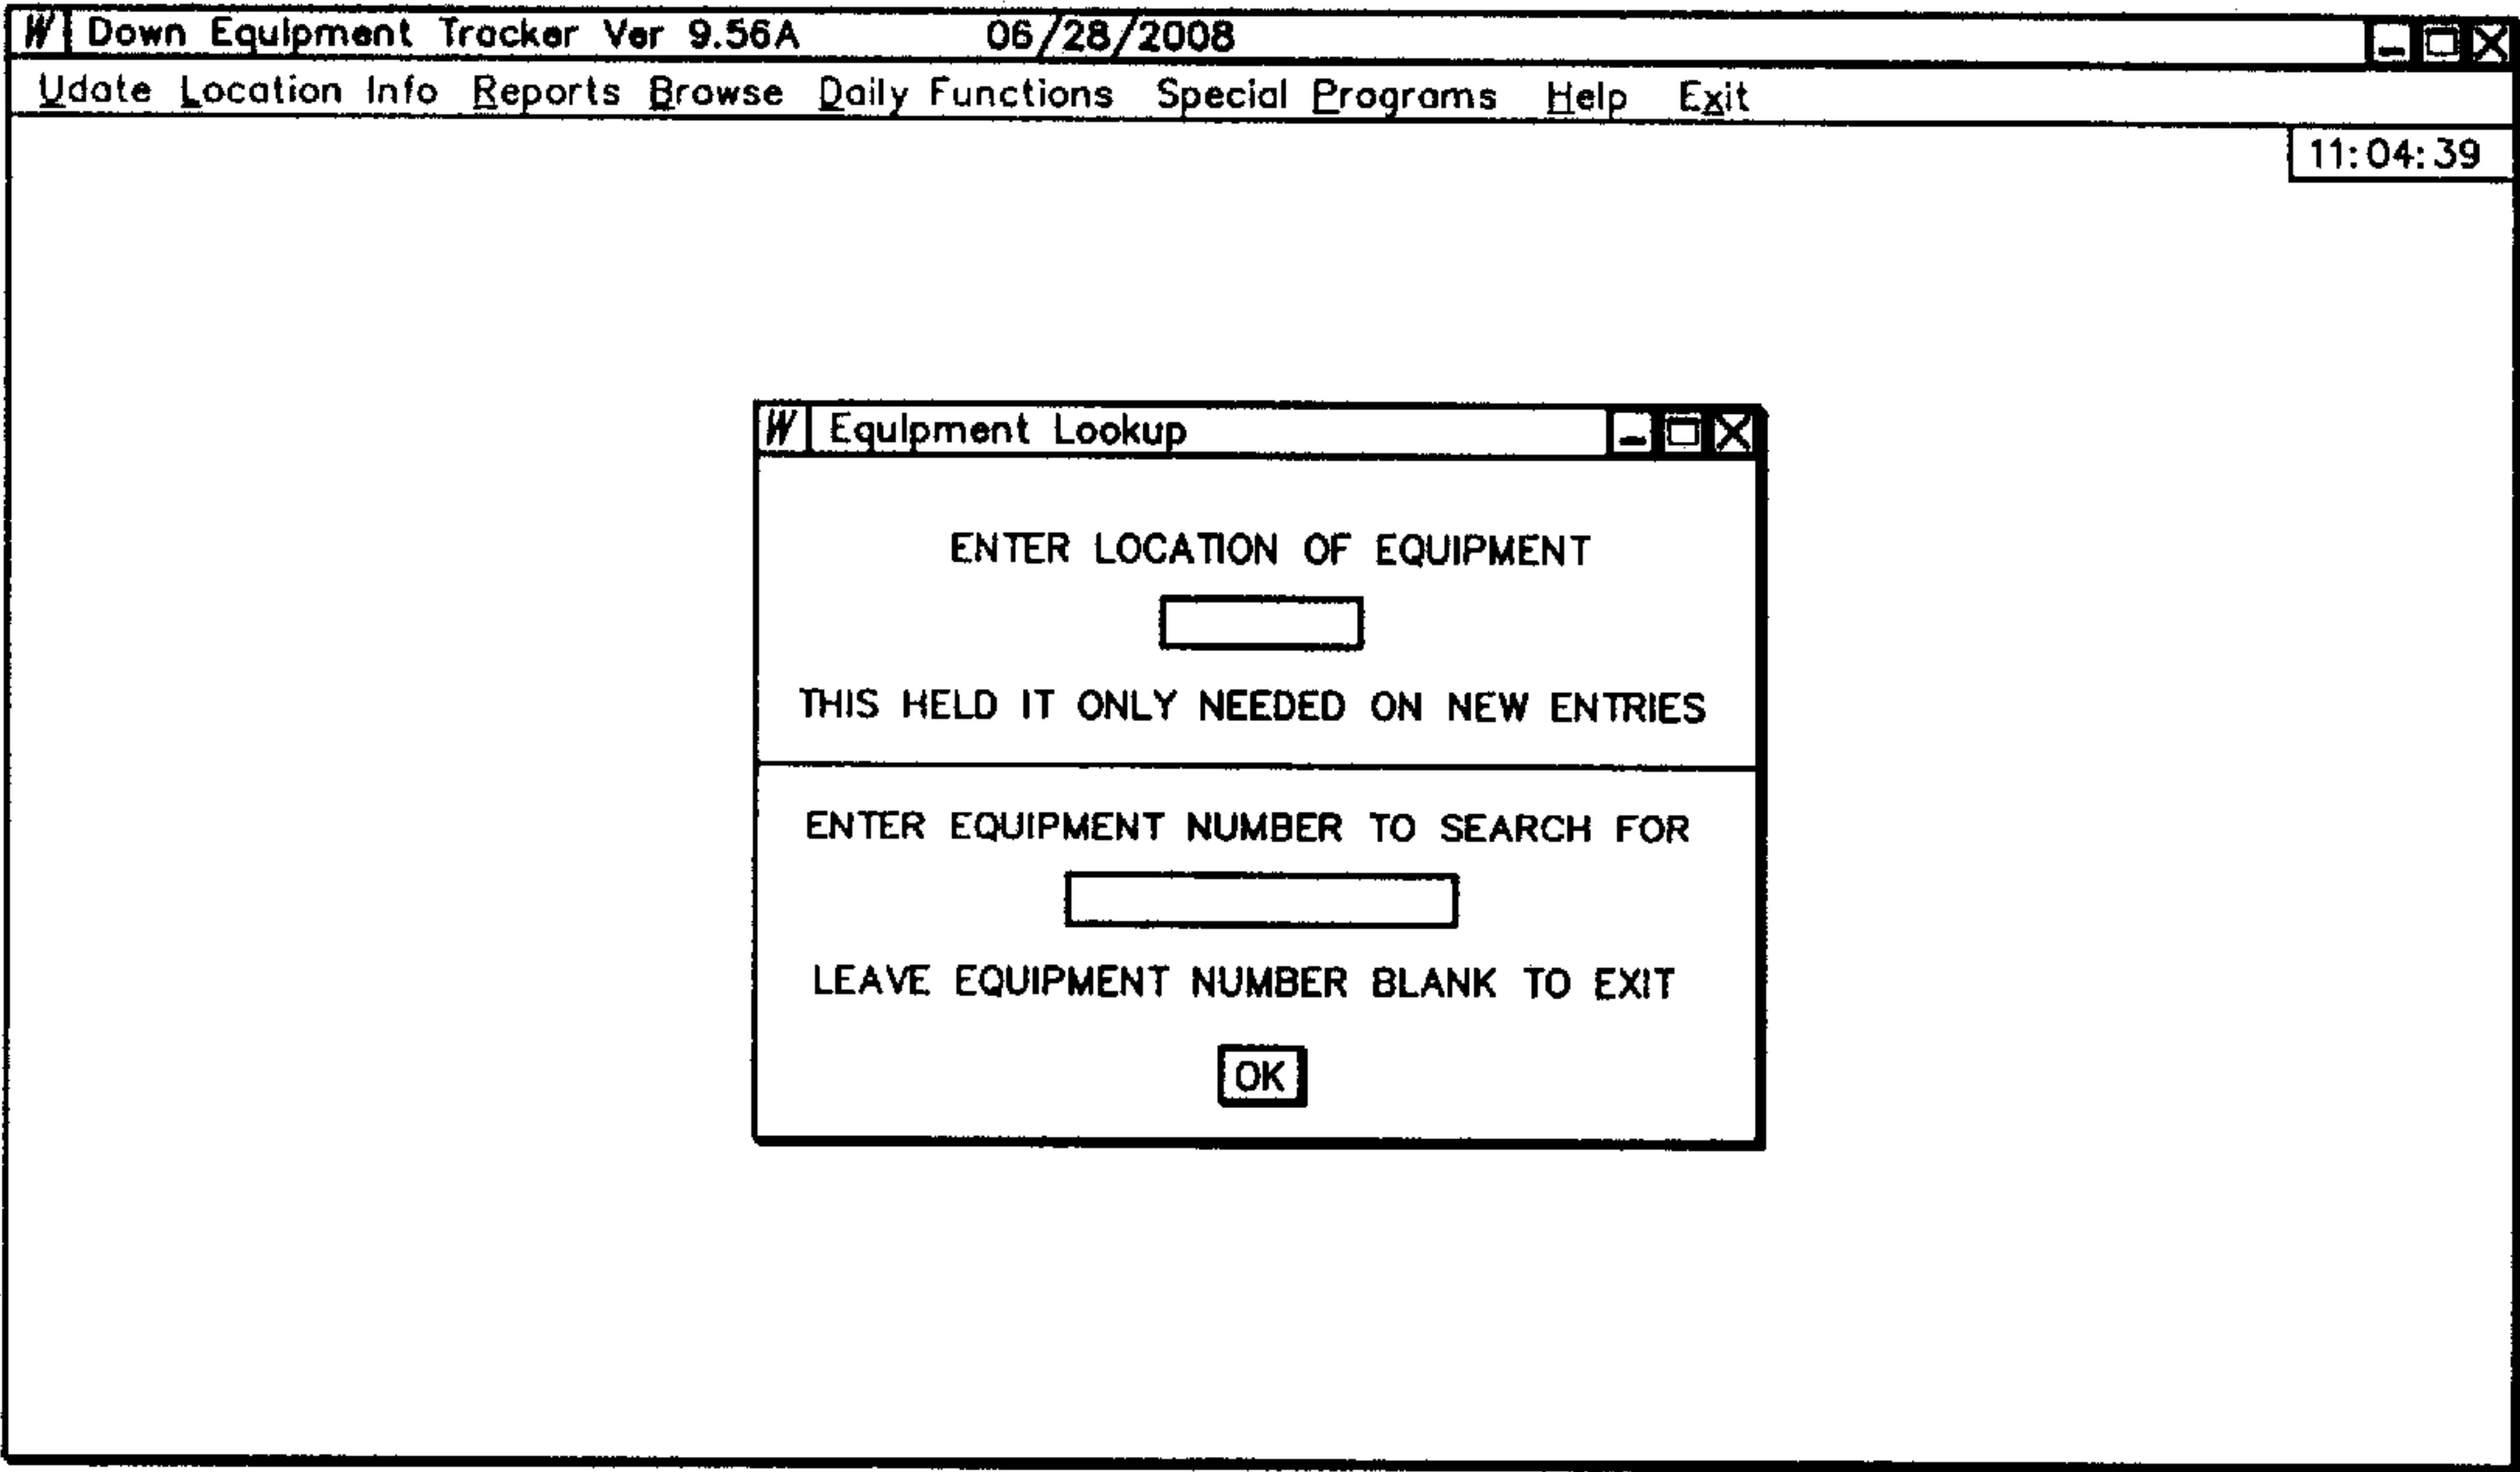 W Down Equipment Tracker Ver 9.56A 06/28/2008
Udate Location Info Reports Browse Daily Functions Special Programs Help Exit
11:04:39
W Equipment Lookup
ENTER LOCATION OF EQUIPMENT
THIS HELD IT ONLY NEEDED ON NEW ENTRIES
ENTER EQUIPMENT NUMBER TO SEARCH FOR
LEAVE EQUIPMENT NUMBER BLANK TO EXIT
OK